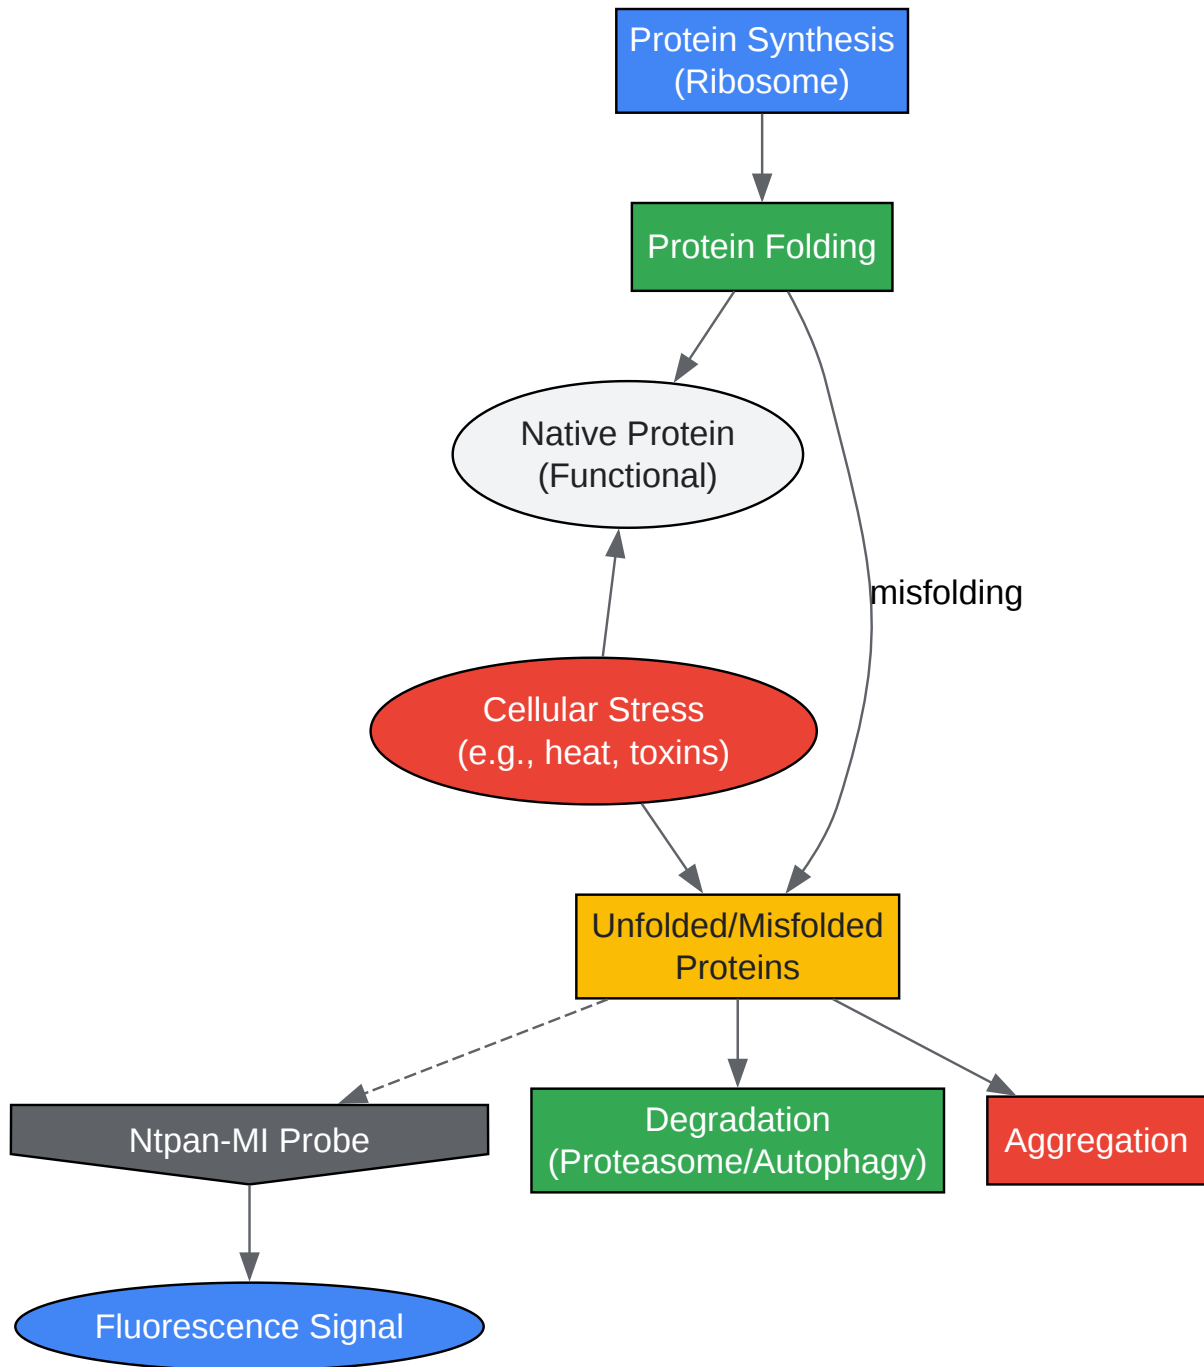 Protein Synthesis
(Ribosome)
Protein Folding
Native Protein
(Functional)
misfolding
Cellular Stress
(e.g., heat, toxins)
Unfolded/Misfolded
Proteins
Ntpan-MI Probe
Degradation
(Proteasome/Autophagy)
Aggregation
Fluorescence Signal